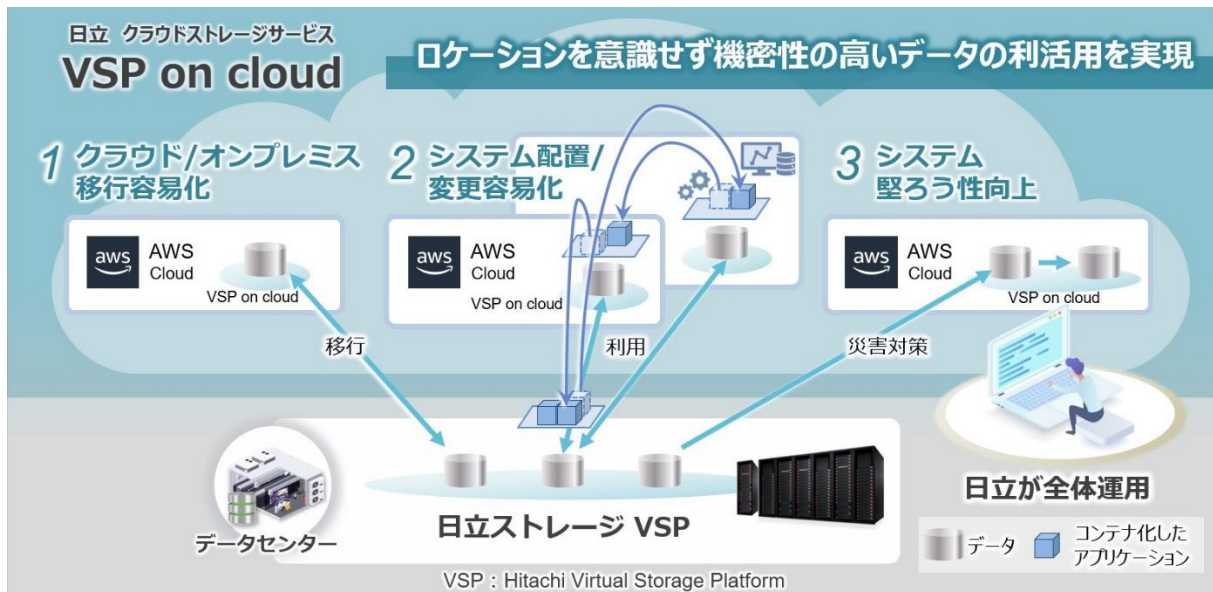 日立 クラウドストレージサービス
VSP on cloud
ロケーションを意識せず機密性の高いデータの利活用を実現
1 クラウド/オンプレミス
移行容易化
2 システム配置/
変更容易化
3 システム
堅ろう性向上
aws
AWS
Cloud
VSP on cloud
aws
AWS
Cloud
VSP on cloud
aws
AWS
Cloud
VSP on cloud
移行
利用
災害対策
データセンター
日立ストレージ VSP
日立が全体運用
データ
コンテナ化した
アプリケーション
VSP：Hitachi Virtual Storage Platform